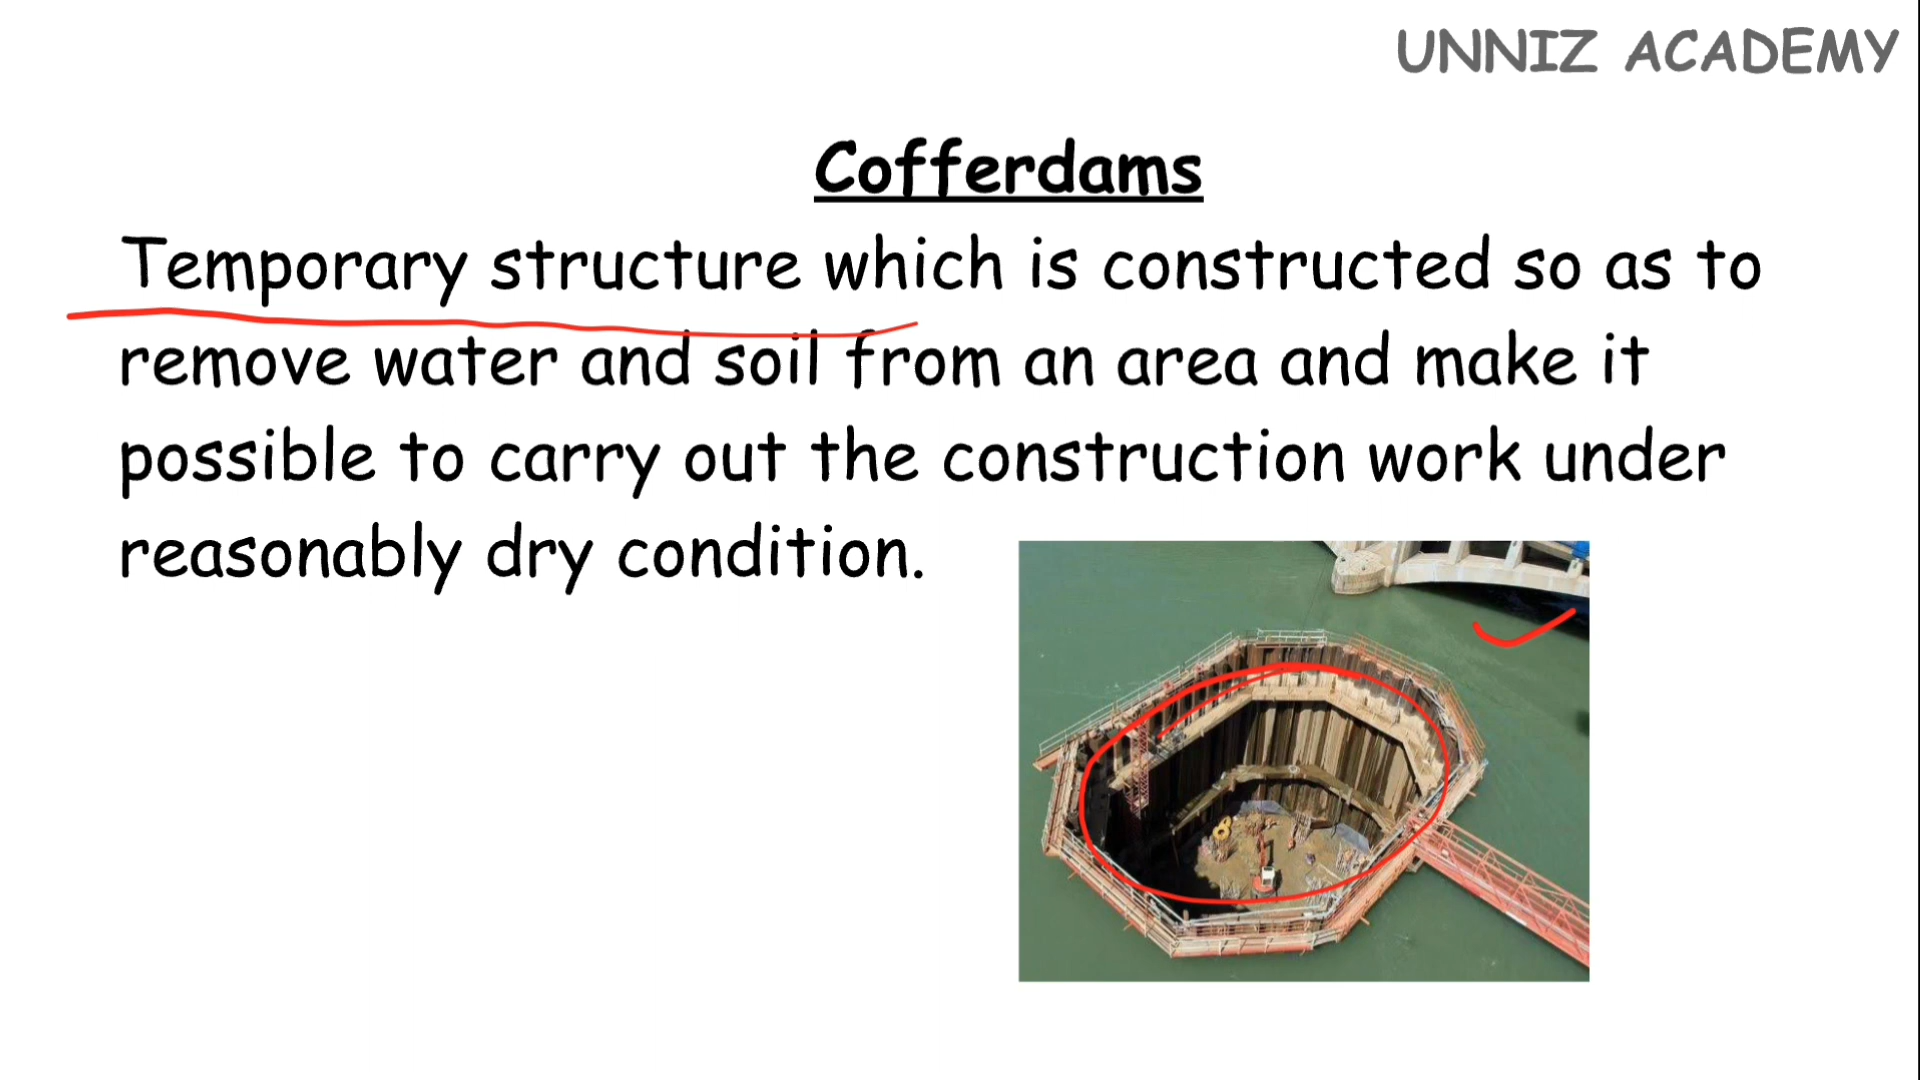 UNNIZ ACADEMY
Cofferdams
Temporary structure which is constructed so as to
remove water and soil from an area and make it
possible to carry out the construction work under
reasonably dry condition.